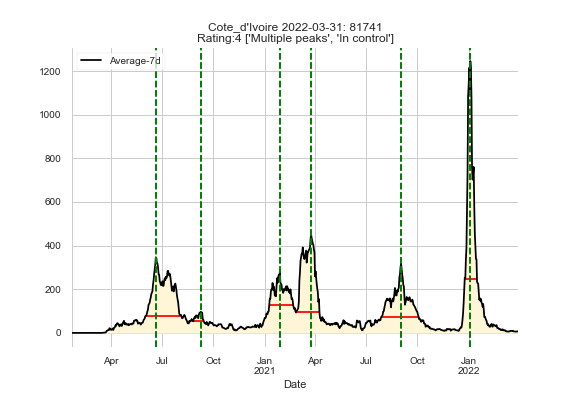 Cote_d'Ivoire 2022-03-31: 81741
Rating:4 ['Multiple peaks', 'In control']
Average-7d
1200
1000
800
600
400
200
0
Apr Jul Oct Jan Apr Jul Oct Jan
2021 2022
Date